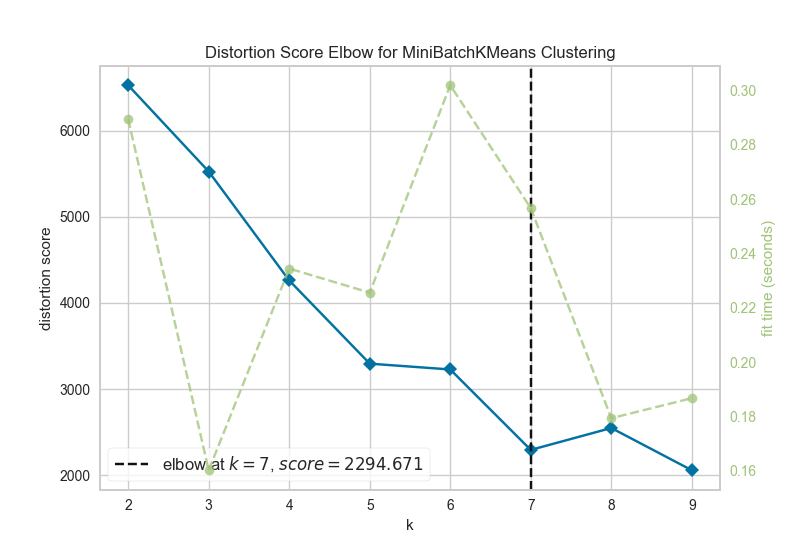 Distortion Score Elbow for MiniBatchKMeans Clustering
distortion score
6000
5000
4000
3000
2000
0.30
0.28
0.26
0.24
0.22
0.20
0.18
0.16
fit time (seconds)
elbow at k = 7, score = 2294.671
2 3 4 5 6 7 8 9
k